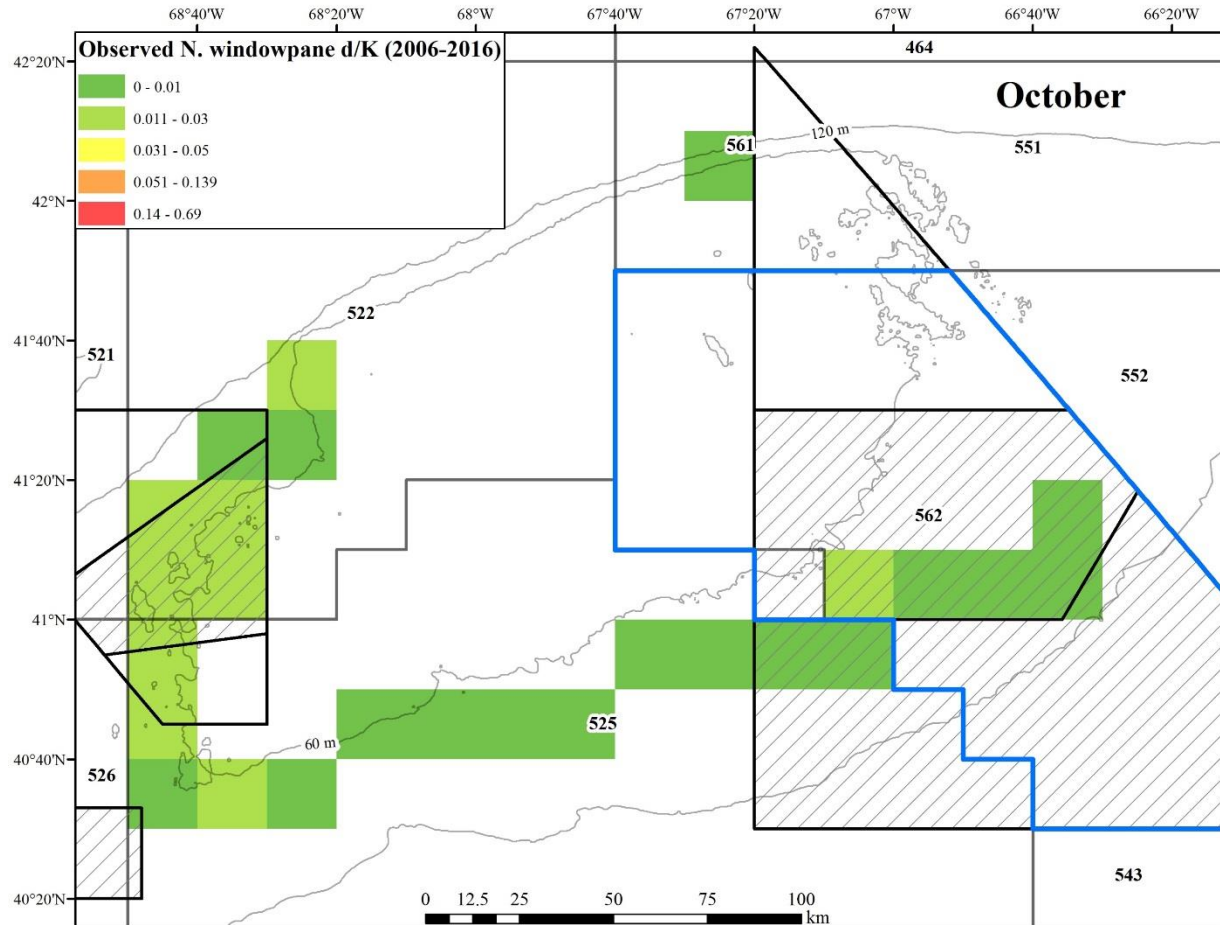 68°40'W 68°20'W 68°W 67°40'W 67°20'W 67°W 66°40'W 66°20'W
Observed N. windowpane d/K (2006-2016)
0 - 0.01
0.011 - 0.03
0.031 - 0.05
0.051 - 0.139
0.14 - 0.69
October
42°20'N
42°N
41°40'N
41°20'N
41°N
40°40'N
40°20'N
464
120 m
561
551
522
521
552
562
525
60 m
526
543
0 12.5 25 50 75 100
km